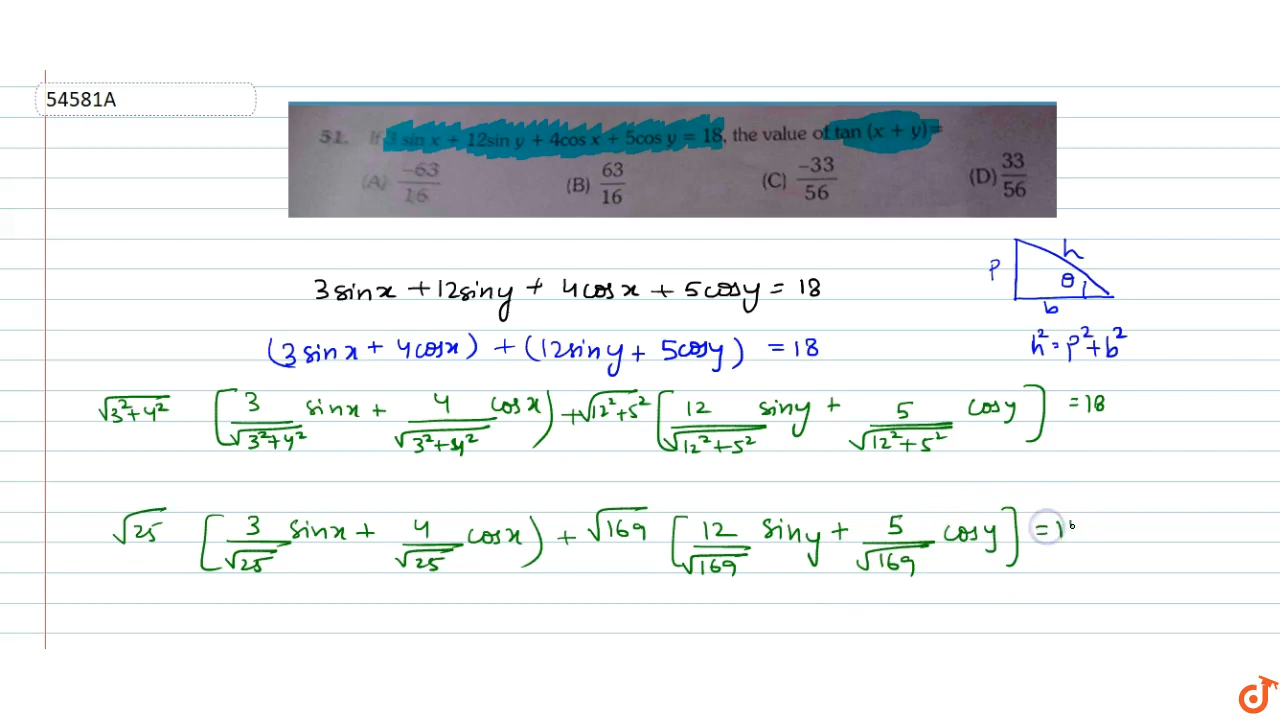 54581A
51. If 3 sin x + 12sin y + 4cos x + 5cos y = 18, the value of tan (x + y) =
(A) -63/16 (B) 63/16 (C) -33/56 (D) 33/56
3sinx + 12siny + 4cosx + 5cosy = 18
(3sinx + 4cosx) + (12siny + 5cosy) = 18
√3²+4² [3/√3²+4² sinx + 4/√3²+4² cosx) + √12²+5² [12/√12²+5² siny + 5/√12²+5² cosy] = 18
√25 [3/√25 sinx + 4/√25 cosx) + √169 [12/√169 siny + 5/√169 cosy] = 1
p h θ
b
h² = p² + b²